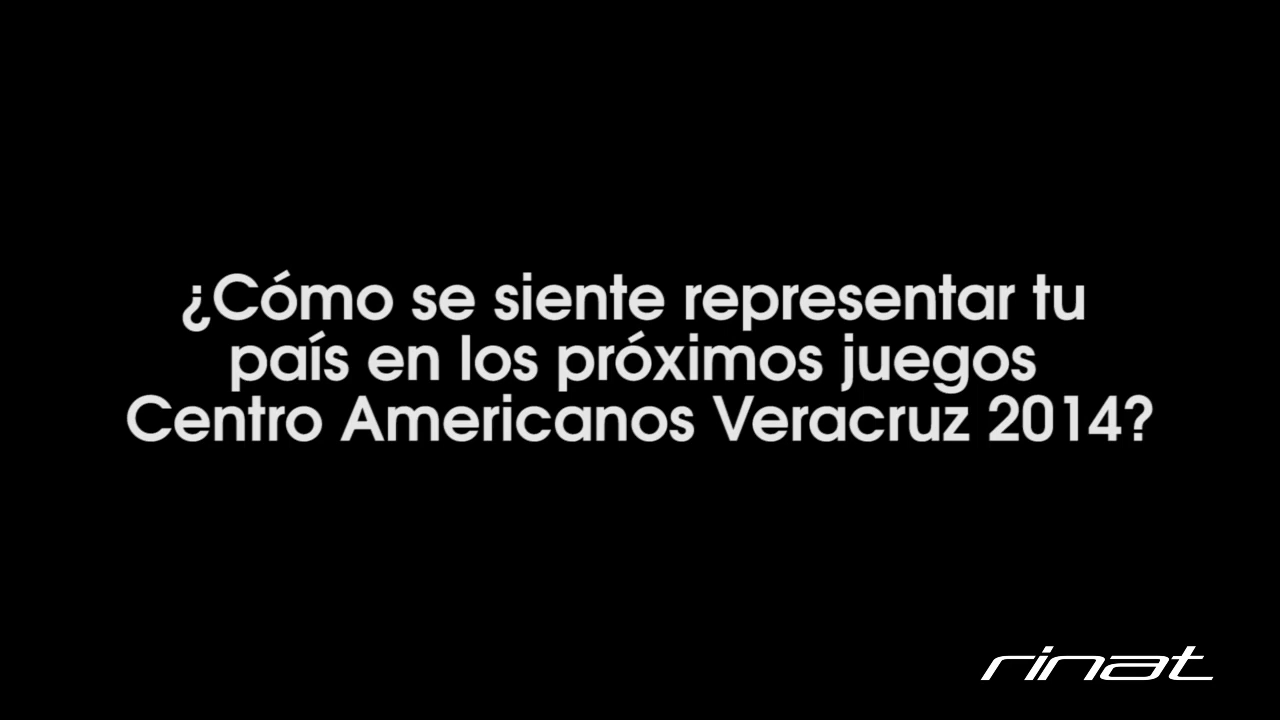 ¿Cómo se siente representar tu
país en los próximos juegos
Centro Americanos Veracruz 2014?
rinat